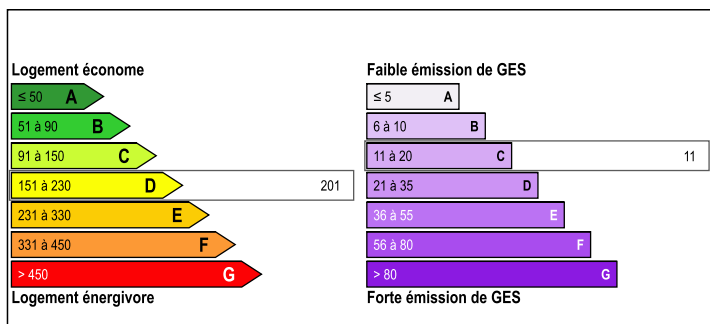 Logement économe
≤ 50 A
51 à 90 B
91 à 150 C
151 à 230 D 201
231 à 330 E
331 à 450 F
> 450 G
Logement énergivore
Faible émission de GES
≤ 5 A
6 à 10 B
11 à 20 C 11
21 à 35 D
36 à 55 E
56 à 80 F
> 80 G
Forte émission de GES